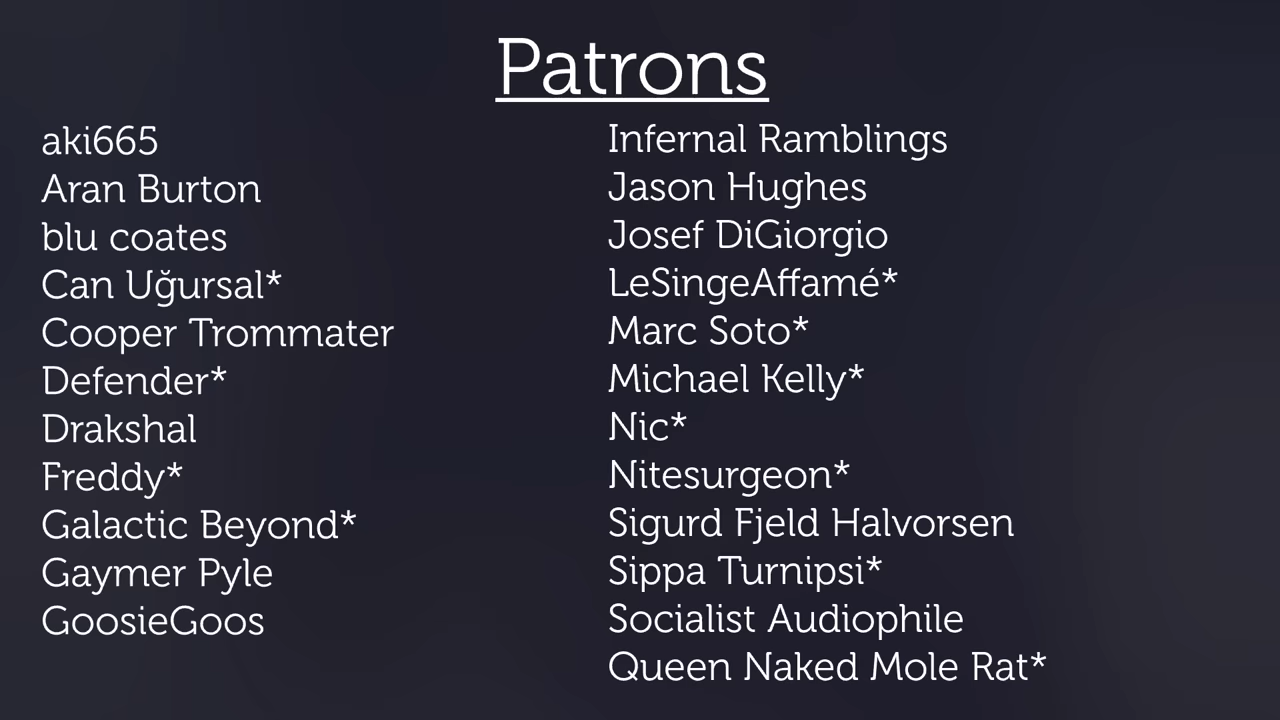 Patrons
aki665
Aran Burton
blu coates
Can Uğursal*
Cooper Trommater
Defender*
Drakshal
Freddy*
Galactic Beyond*
Gaymer Pyle
GoosieGoos
Infernal Ramblings
Jason Hughes
Josef DiGiorgio
LeSingeAffamé*
Marc Soto*
Michael Kelly*
Nic*
Nitesurgeon*
Sigurd Fjeld Halvorsen
Sippa Turnipsi*
Socialist Audiophile
Queen Naked Mole Rat*